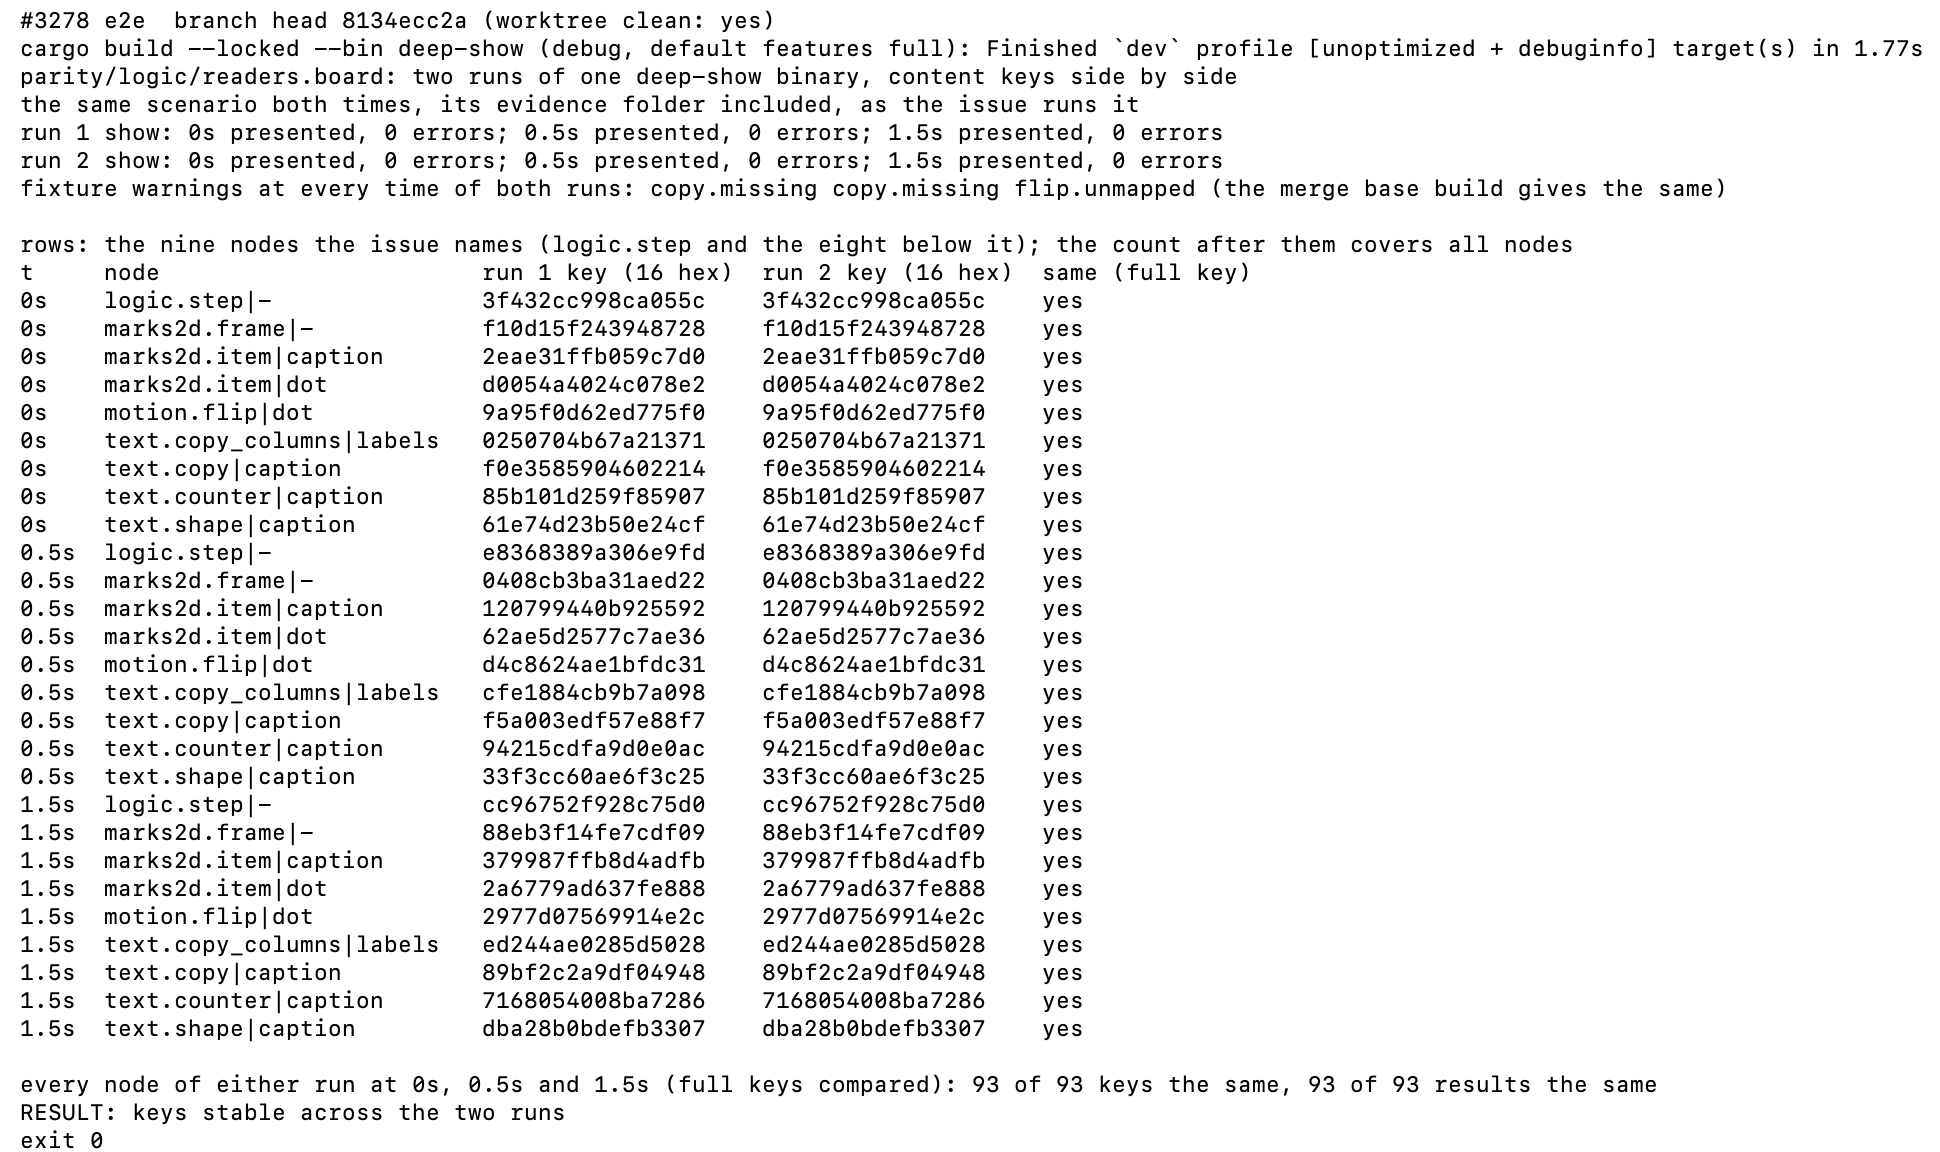 #3278 e2e  branch head 8134ecc2a (worktree clean: yes)
cargo build --locked --bin deep-show (debug, default features full): Finished `dev` profile [unoptimized + debuginfo] target(s) in 1.77s
parity/logic/readers.board: two runs of one deep-show binary, content keys side by side
the same scenario both times, its evidence folder included, as the issue runs it
run 1 show: 0s presented, 0 errors; 0.5s presented, 0 errors; 1.5s presented, 0 errors
run 2 show: 0s presented, 0 errors; 0.5s presented, 0 errors; 1.5s presented, 0 errors
fixture warnings at every time of both runs: copy.missing copy.missing flip.unmapped (the merge base build gives the same)

rows: the nine nodes the issue names (logic.step and the eight below it); the count after them covers all nodes
t     node                       run 1 key (16 hex)  run 2 key (16 hex)  same (full key)
0s    logic.step|-               3f432cc998ca055c    3f432cc998ca055c    yes
0s    marks2d.frame|-            f10d15f243948728    f10d15f243948728    yes
0s    marks2d.item|caption       2eae31ffb059c7d0    2eae31ffb059c7d0    yes
0s    marks2d.item|dot           d0054a4024c078e2    d0054a4024c078e2    yes
0s    motion.flip|dot            9a95f0d62ed775f0    9a95f0d62ed775f0    yes
0s    text.copy_columns|labels   0250704b67a21371    0250704b67a21371    yes
0s    text.copy|caption          f0e3585904602214    f0e3585904602214    yes
0s    text.counter|caption       85b101d259f85907    85b101d259f85907    yes
0s    text.shape|caption         61e74d23b50e24cf    61e74d23b50e24cf    yes
0.5s  logic.step|-               e8368389a306e9fd    e8368389a306e9fd    yes
0.5s  marks2d.frame|-            0408cb3ba31aed22    0408cb3ba31aed22    yes
0.5s  marks2d.item|caption       120799440b925592    120799440b925592    yes
0.5s  marks2d.item|dot           62ae5d2577c7ae36    62ae5d2577c7ae36    yes
0.5s  motion.flip|dot            d4c8624ae1bfdc31    d4c8624ae1bfdc31    yes
0.5s  text.copy_columns|labels   cfe1884cb9b7a098    cfe1884cb9b7a098    yes
0.5s  text.copy|caption          f5a003edf57e88f7    f5a003edf57e88f7    yes
0.5s  text.counter|caption       94215cdfa9d0e0ac    94215cdfa9d0e0ac    yes
0.5s  text.shape|caption         33f3cc60ae6f3c25    33f3cc60ae6f3c25    yes
1.5s  logic.step|-               cc96752f928c75d0    cc96752f928c75d0    yes
1.5s  marks2d.frame|-            88eb3f14fe7cdf09    88eb3f14fe7cdf09    yes
1.5s  marks2d.item|caption       379987ffb8d4adfb    379987ffb8d4adfb    yes
1.5s  marks2d.item|dot           2a6779ad637fe888    2a6779ad637fe888    yes
1.5s  motion.flip|dot            2977d07569914e2c    2977d07569914e2c    yes
1.5s  text.copy_columns|labels   ed244ae0285d5028    ed244ae0285d5028    yes
1.5s  text.copy|caption          89bf2c2a9df04948    89bf2c2a9df04948    yes
1.5s  text.counter|caption       7168054008ba7286    7168054008ba7286    yes
1.5s  text.shape|caption         dba28b0bdefb3307    dba28b0bdefb3307    yes

every node of either run at 0s, 0.5s and 1.5s (full keys compared): 93 of 93 keys the same, 93 of 93 results the same
RESULT: keys stable across the two runs
exit 0